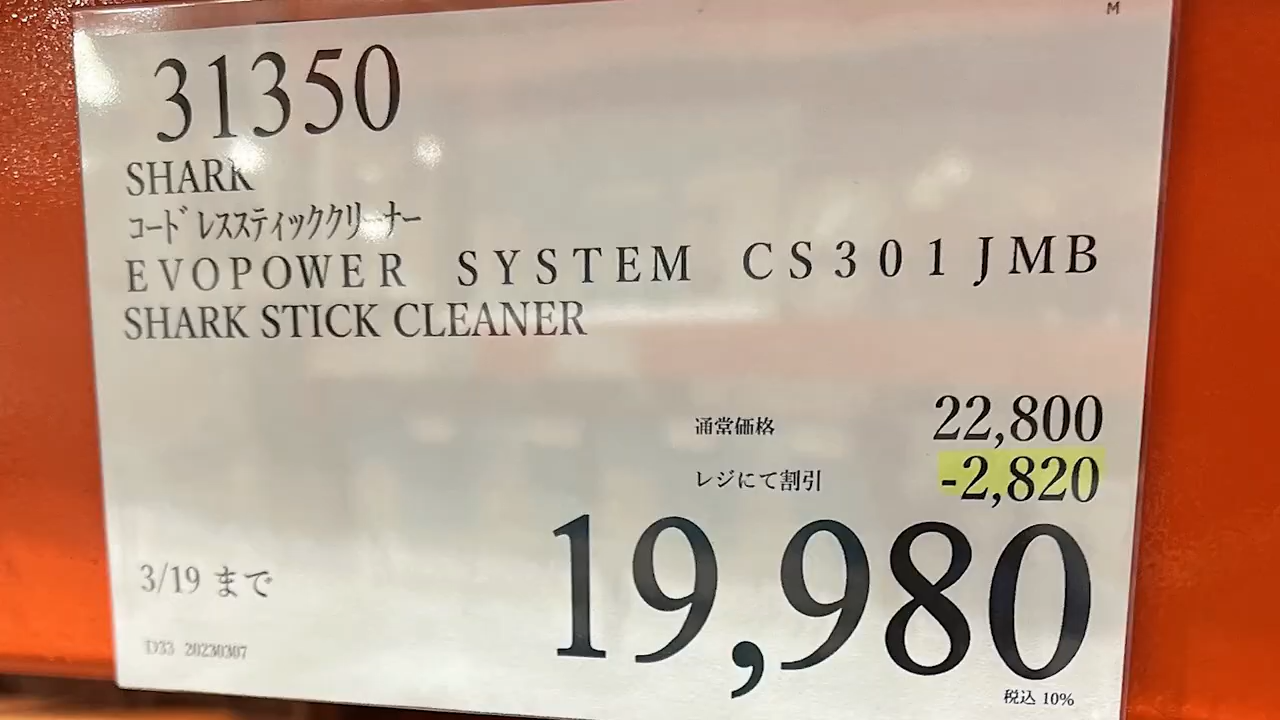 M
31350
SHARK
コードレススティッククリーナー
EVOPOWER SYSTEM CS301JMB
SHARK STICK CLEANER
通常価格 22,800
レジにて割引 -2,820
19,980
3/19 まで
D33 20230307
税込 10%